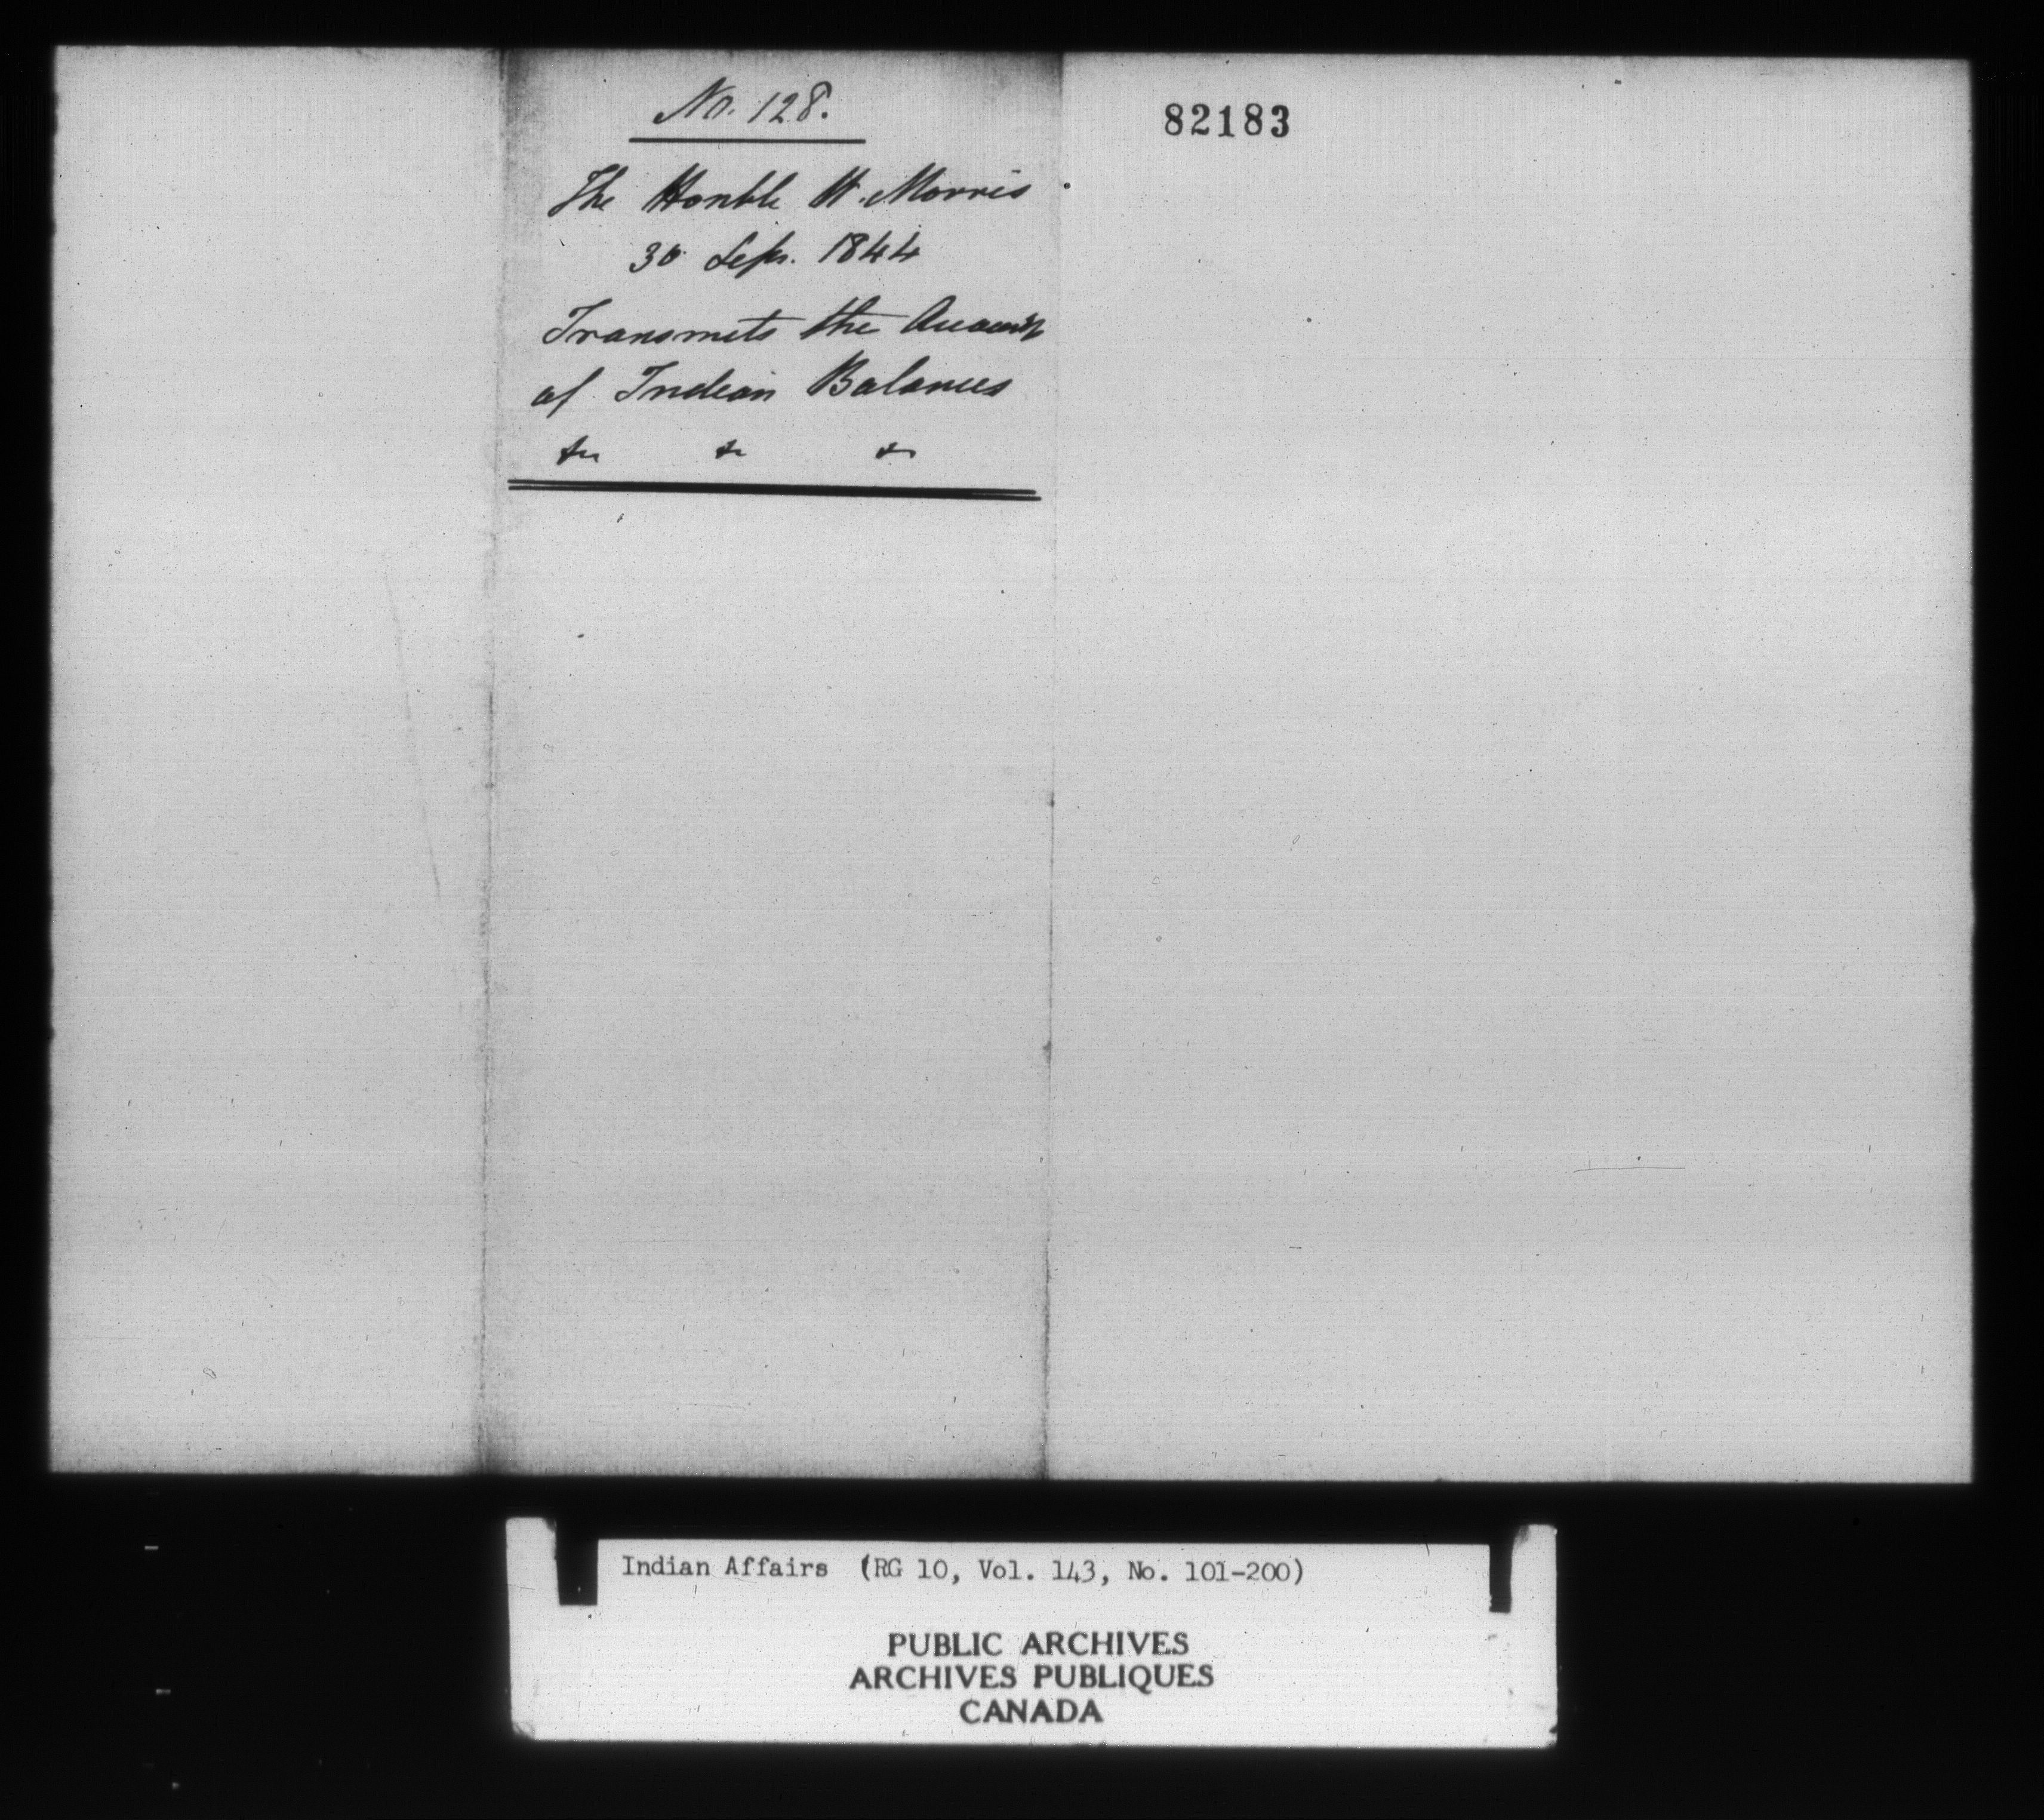 No. 128.
The Honble W. Morris
30 Sept. 1844
Transmits the Accounts
of Indian Balances
&c &c &c
82183
Indian Affairs (RG 10, Vol. 143, No. 101-200)
PUBLIC ARCHIVES
ARCHIVES PUBLIQUES
CANADA